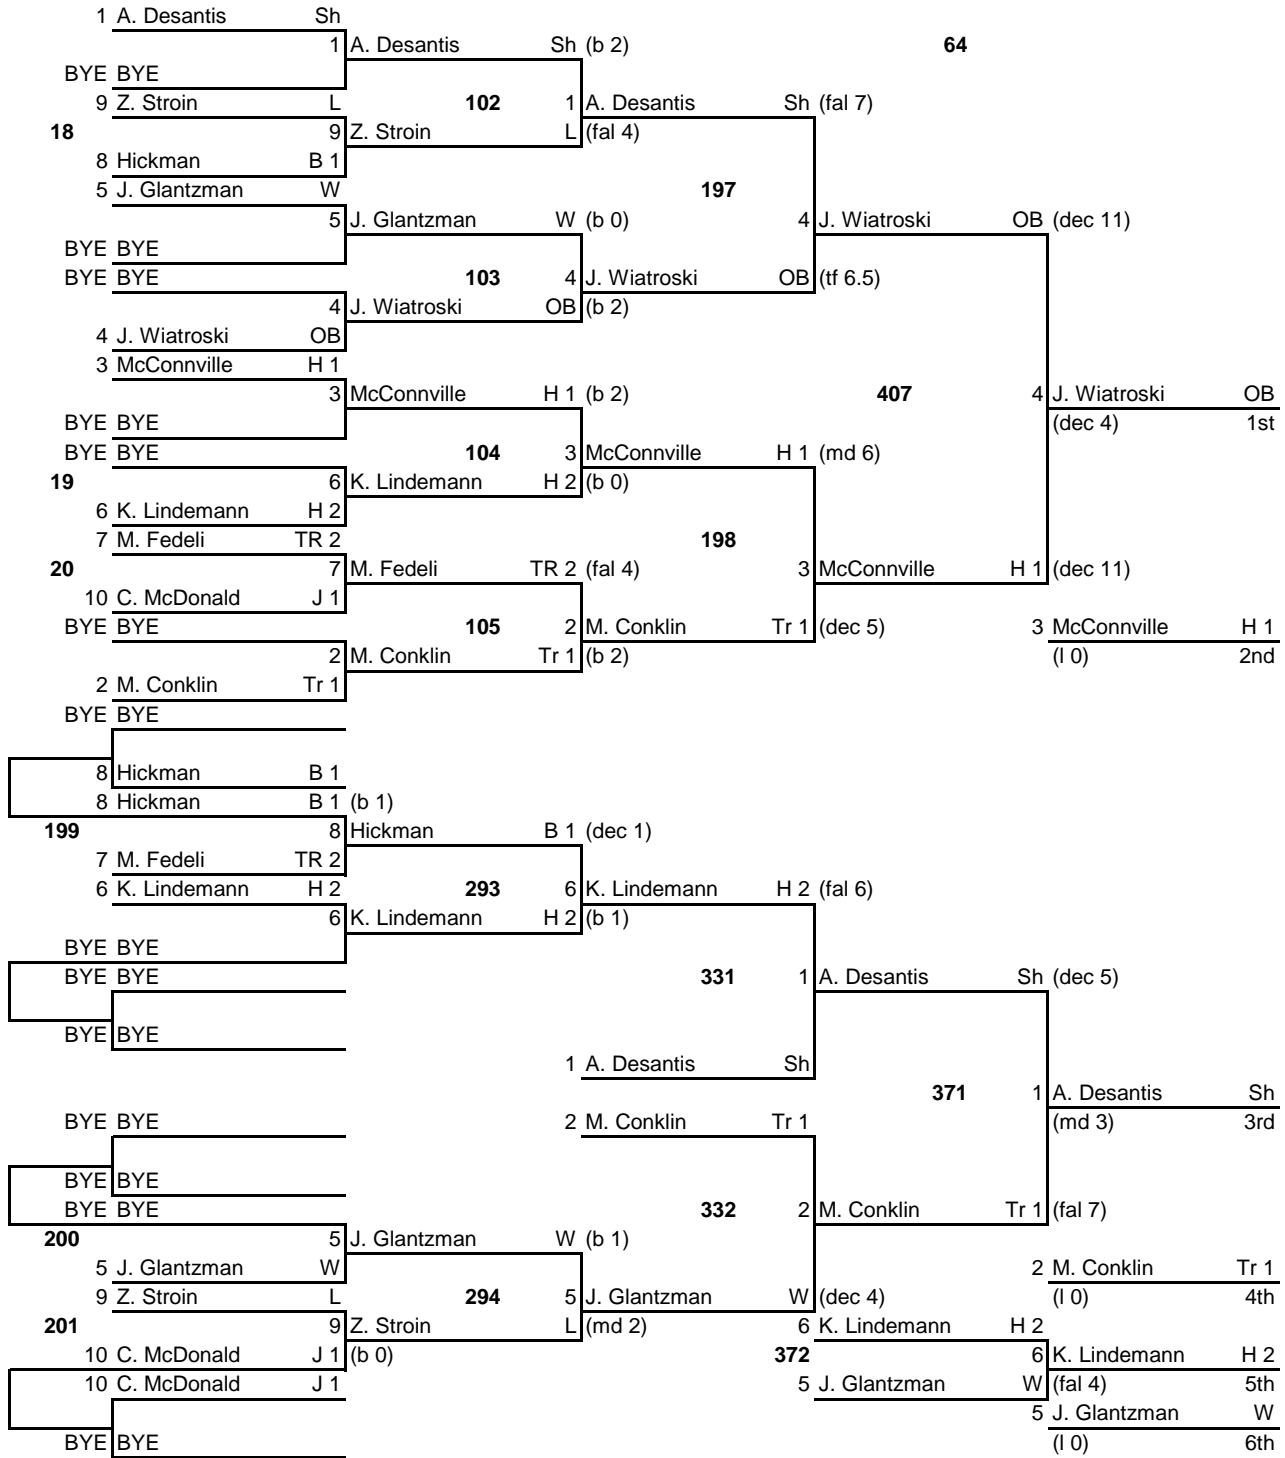 1 A. Desantis Sh
1 A. Desantis Sh (b 2) 64
BYE BYE
9 Z. Stroin L 102 1 A. Desantis Sh (fal 7)
18 9 Z. Stroin L (fal 4)
8 Hickman B 1
5 J. Glantzman W 197
5 J. Glantzman W (b 0) 4 J. Wiatroski OB (dec 11)
BYE BYE
BYE BYE 103 4 J. Wiatroski OB (tf 6.5)
4 J. Wiatroski OB (b 2)
4 J. Wiatroski OB
3 McConnville H 1
3 McConnville H 1 (b 2) 407 4 J. Wiatroski OB
BYE BYE (dec 4) 1st
BYE BYE 104 3 McConnville H 1 (md 6)
19 6 K. Lindemann H 2 (b 0)
6 K. Lindemann H 2
7 M. Fedeli TR 2 198
20 7 M. Fedeli TR 2 (fal 4) 3 McConnville H 1 (dec 11)
10 C. McDonald J 1
BYE BYE 105 2 M. Conklin Tr 1 (dec 5) 3 McConnville H 1
2 M. Conklin Tr 1 (b 2) (l 0) 2nd
2 M. Conklin Tr 1
BYE BYE
8 Hickman B 1
8 Hickman B 1 (b 1)
199 8 Hickman B 1 (dec 1)
7 M. Fedeli TR 2
6 K. Lindemann H 2 293 6 K. Lindemann H 2 (fal 6)
6 K. Lindemann H 2 (b 1)
BYE BYE
BYE BYE 331 1 A. Desantis Sh (dec 5)
BYE BYE
1 A. Desantis Sh
371 1 A. Desantis Sh
BYE BYE 2 M. Conklin Tr 1 (md 3) 3rd
BYE BYE
BYE BYE 332 2 M. Conklin Tr 1 (fal 7)
200 5 J. Glantzman W (b 1)
5 J. Glantzman W 2 M. Conklin Tr 1
9 Z. Stroin L 294 5 J. Glantzman W (dec 4) (l 0) 4th
201 9 Z. Stroin L (md 2) 6 K. Lindemann H 2
10 C. McDonald J 1 (b 0) 372 6 K. Lindemann H 2
10 C. McDonald J 1 5 J. Glantzman W (fal 4) 5th
5 J. Glantzman W
BYE BYE (l 0) 6th